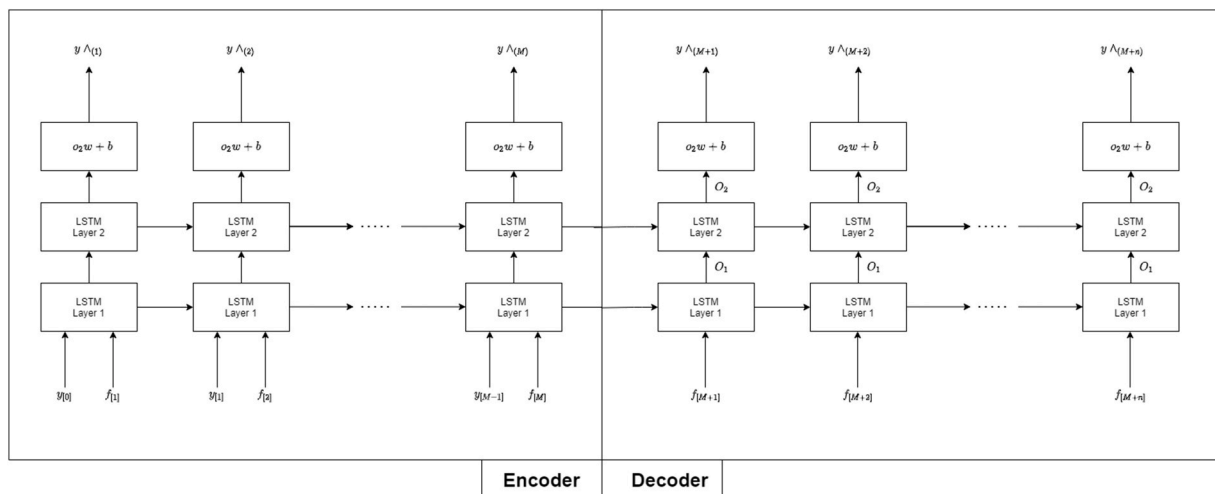 y ∧(1) y ∧(2) y ∧(M) y ∧(M+1) y ∧(M+2) y ∧(M+n)
o₂w + b o₂w + b o₂w + b o₂w + b o₂w + b o₂w + b
O₂ O₂ O₂
LSTM LSTM LSTM LSTM LSTM LSTM
Layer 2 Layer 2 ..... Layer 2 Layer 2 Layer 2 ..... Layer 2
O₁ O₁ O₁
LSTM LSTM LSTM LSTM LSTM LSTM
Layer 1 Layer 1 ..... Layer 1 Layer 1 Layer 1 ..... Layer 1
y[0] f[1] y[1] f[2] y[M−1] f[M] f[M+1] f[M+2] f[M+n]
Encoder Decoder